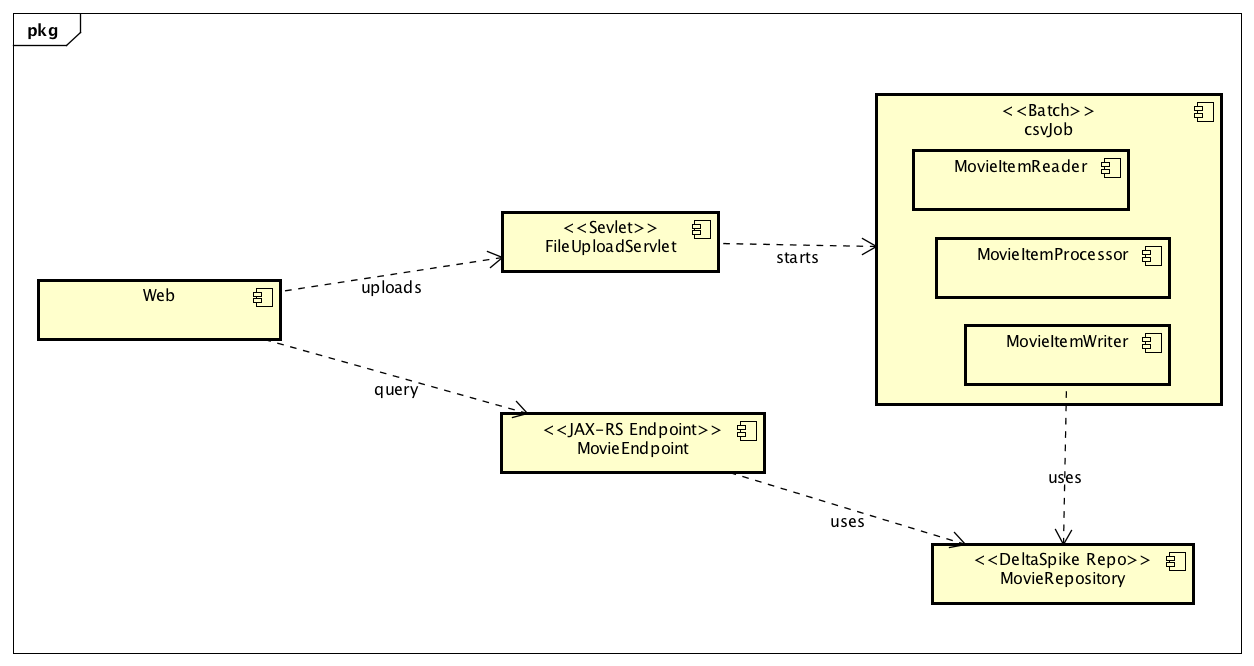 pkg
<<Batch>>
csvJob
MovieItemReader
<<Sevlet>>
FileUploadServlet
starts
MovieItemProcessor
Web
uploads
MovieItemWriter
query
<<JAX-RS Endpoint>>
MovieEndpoint
uses
uses
<<DeltaSpike Repo>>
MovieRepository